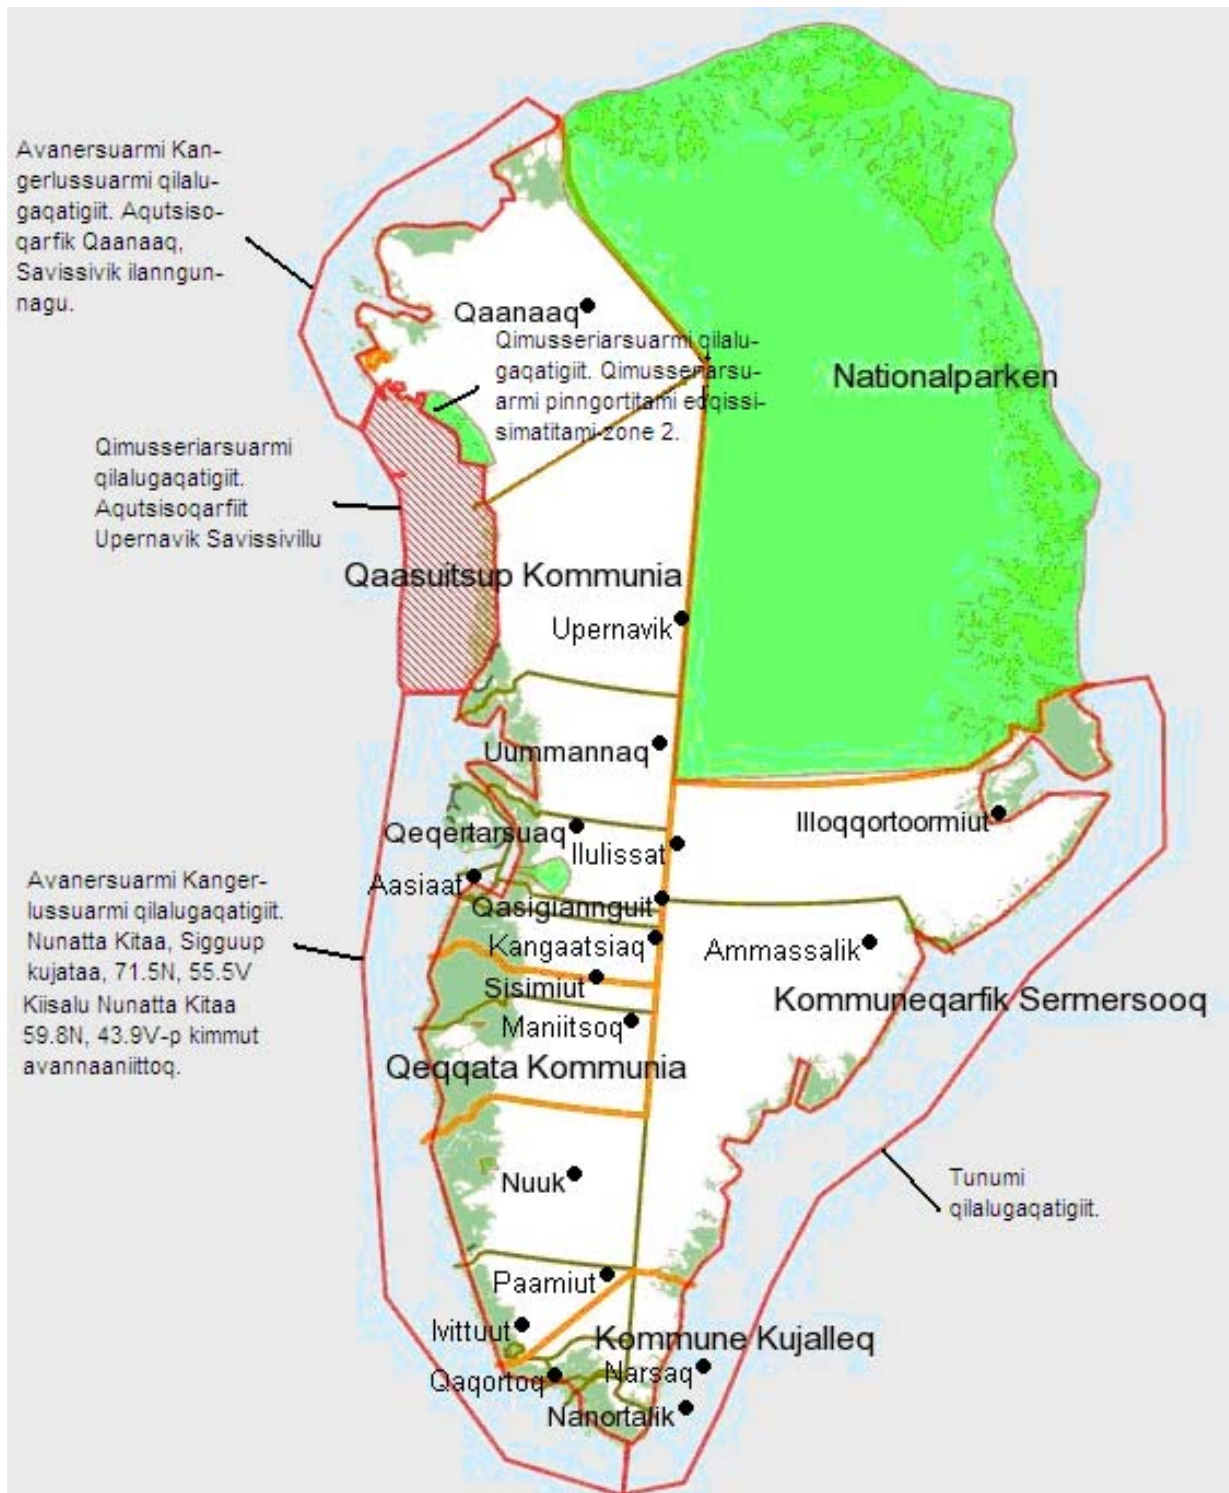 Avanersuarmi Kan-
gerlussuarmi qilalu-
gaqatigiit. Aqutsiso-
qarfik Qaanaaq,
Savissivik ilanngun-
nagu.
Qaanaaq
Qimusseriarsuarmi qilalu-
gaqatigiit. Qimusseriarsu-
armi pinngortitami eqqissi-
simatitami-zone 2.
Nationalparken
Qimusseriarsuarmi
qilalugaqatigiit.
Aqutsisoqarfiit
Upernavik Savissivillu
Qaasuitsup Kommunia
Upernavik
Uummannaq
Qeqertarsuaq
Ilulissat
Illoqqortoormiut
Aasiaat
Qasigiannguit
Kangaatsiaq
Ammassalik
Sisimiut
Kommuneqarfik Sermersooq
Maniitsoq
Qeqqata Kommunia
Avanersuarmi Kanger-
lussuarmi qilalugaqatigiit.
Nunatta Kitaa, Sigguup
kujataa, 71.5N, 55.5V
Kiisalu Nunatta Kitaa
59.8N, 43.9V-p kimmut
avannaaniittoq.
Nuuk
Tunumi
qilalugaqatigiit.
Paamiut
Ivittuut
Kommune Kujalleq
Narsaq
Qaqortoq
Nanortalik